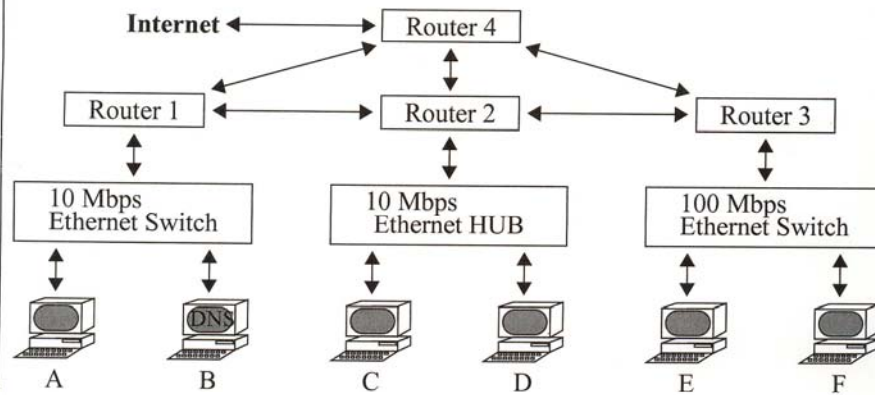 Internet
Router 4
Router 1
Router 2
Router 3
10 Mbps
Ethernet Switch
10 Mbps
Ethernet HUB
100 Mbps
Ethernet Switch
DNS
A
B
C
D
E
F